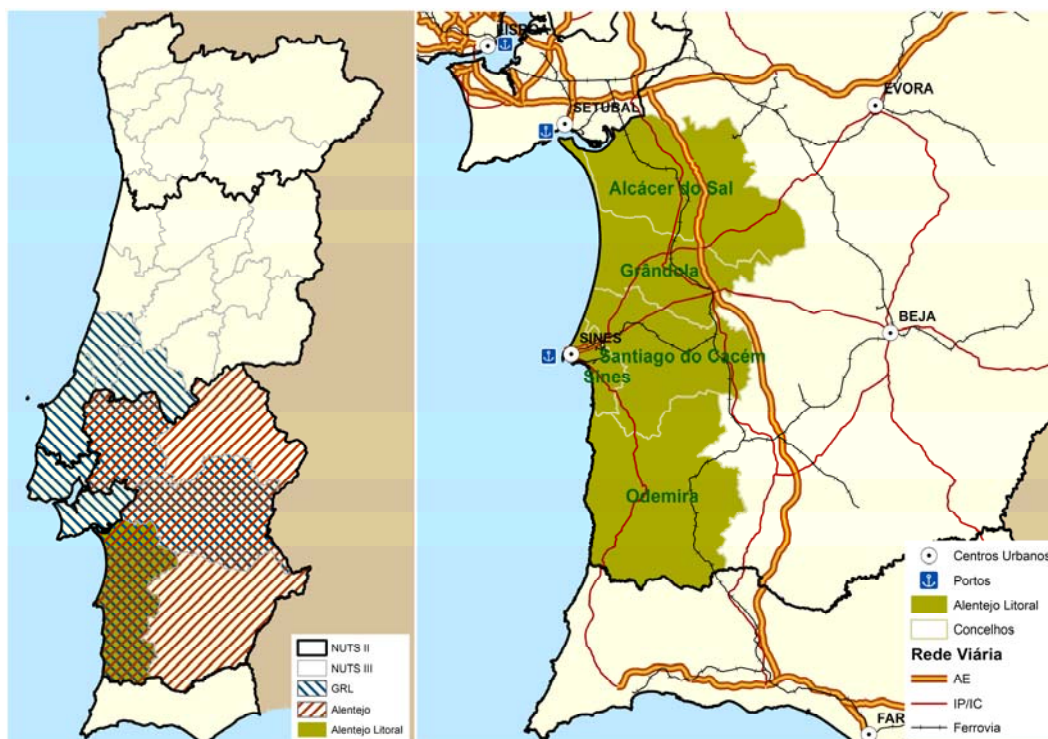 NUTS II
NUTS III
GRL
Alentejo
Alentejo Litoral
LISBOA
SETUBAL
EVORA
Alcácer do Sal
Grândola
BEJA
SINES
Santiago do Cacém
Sines
Odemira
FAR
Centros Urbanos
Portos
Alentejo Litoral
Concelhos
Rede Viária
AE
IP/IC
Ferrovia